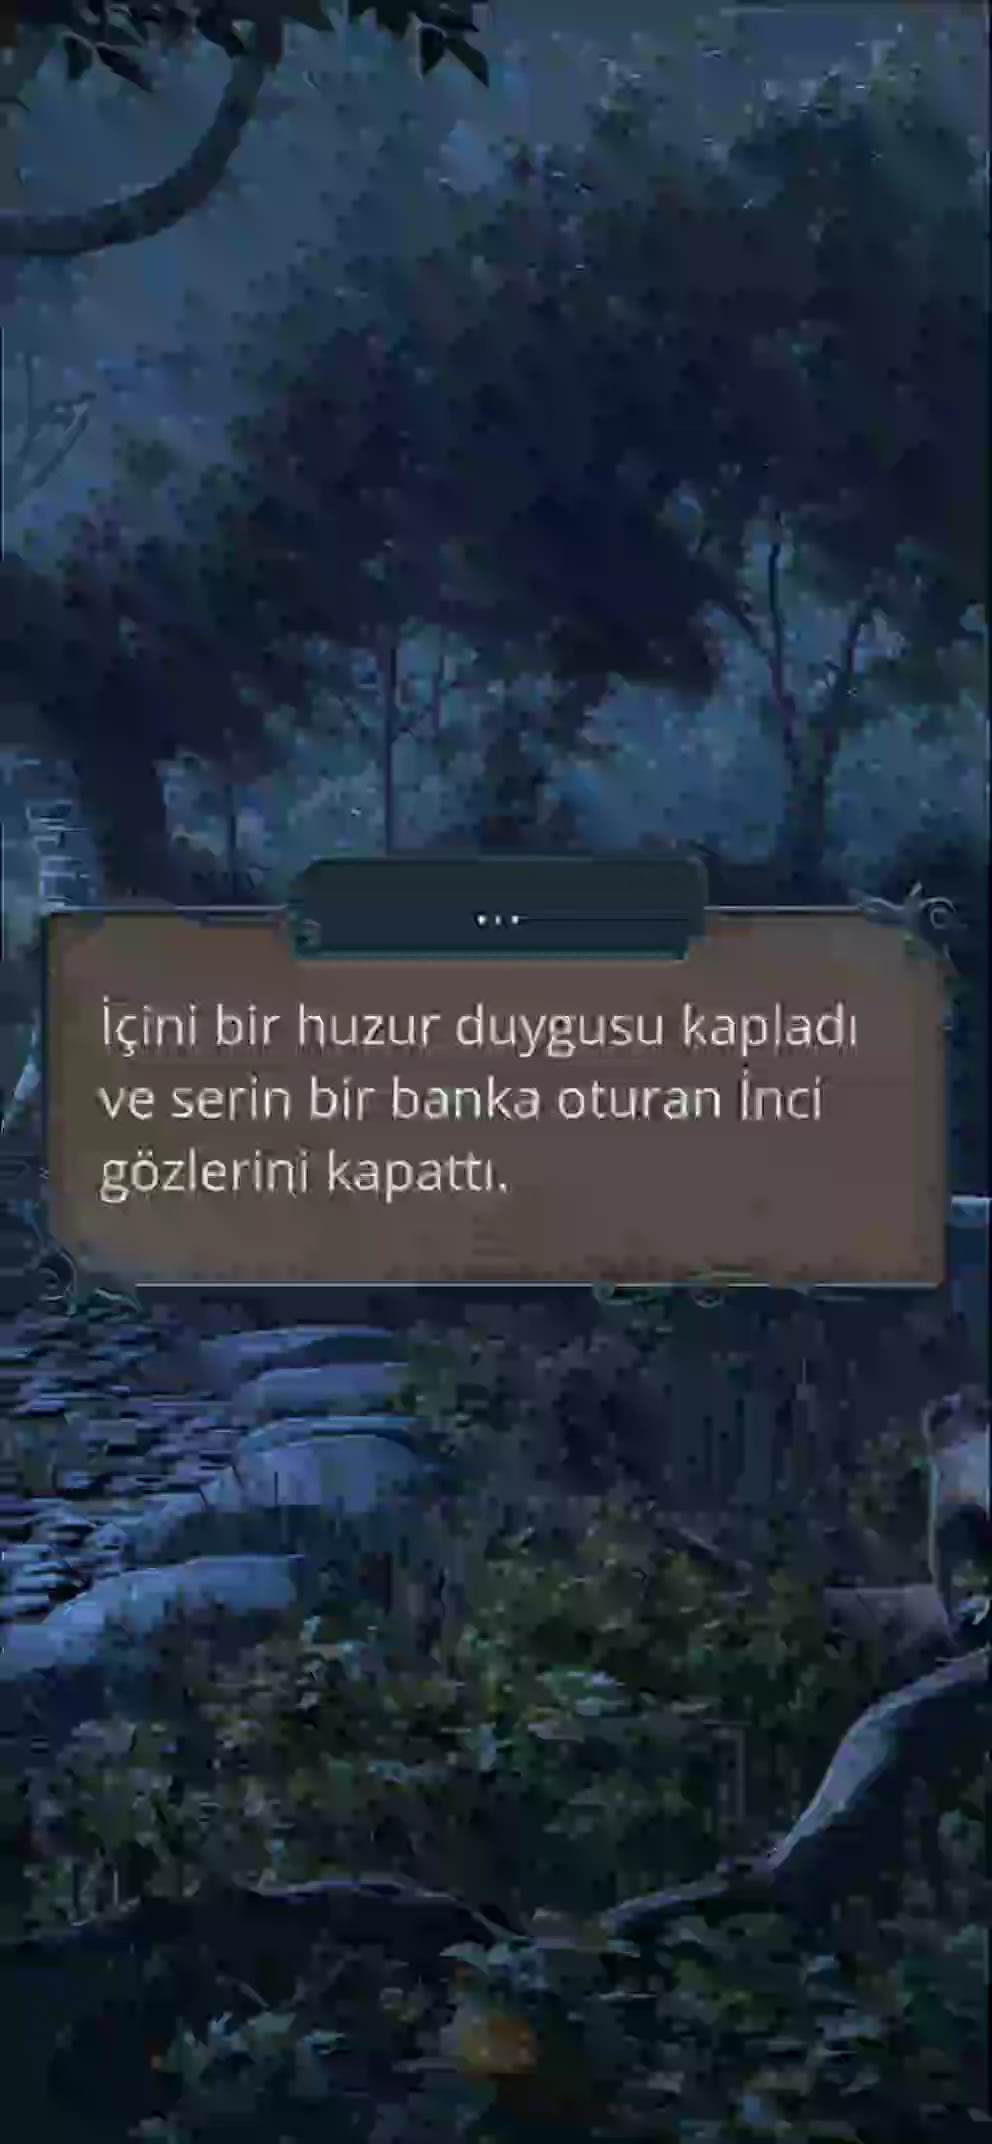 ...
İçini bir huzur duygusu kapladı
ve serin bir banka oturan İnci
gözlerini kapattı.